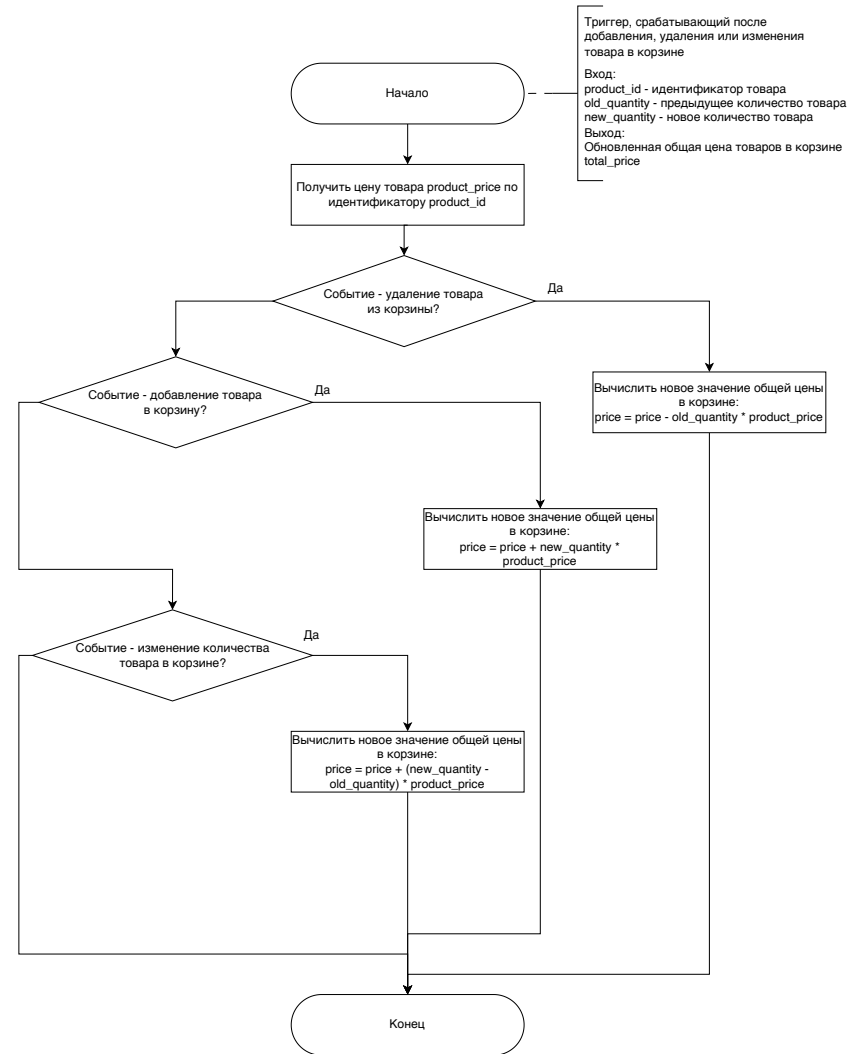 Триггер, срабатывающий после
добавления, удаления или изменения
товара в корзине
Вход:
product_id - идентификатор товара
old_quantity - предыдущее количество товара
new_quantity - новое количество товара
Выход:
Обновленная общая цена товаров в корзине
total_price
Начало
Получить цену товара product_price по
идентификатору product_id
Событие - удаление товара
из корзины?
Да
Вычислить новое значение общей цены
в корзине:
price = price - old_quantity * product_price
Событие - добавление товара
в корзину?
Да
Вычислить новое значение общей цены
в корзине:
price = price + new_quantity *
product_price
Событие - изменение количества
товара в корзине?
Да
Вычислить новое значение общей цены
в корзине:
price = price + (new_quantity -
old_quantity) * product_price
Конец